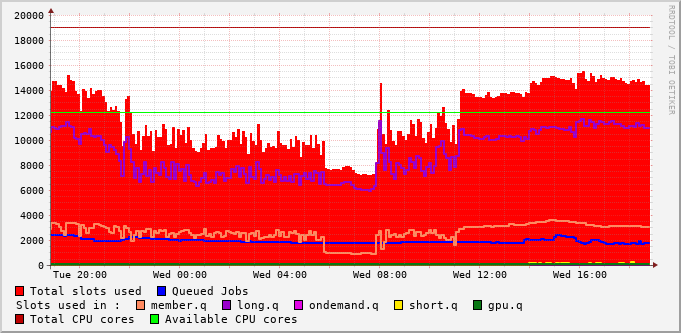 20000
18000
16000
14000
12000
10000
8000
6000
4000
2000
0
Tue 20:00 Wed 00:00 Wed 04:00 Wed 08:00 Wed 12:00 Wed 16:00
RRDTOOL / TOBI OETIKER
Total slots used Queued Jobs
Slots used in : member.q long.q ondemand.q short.q gpu.q
Total CPU cores Available CPU cores